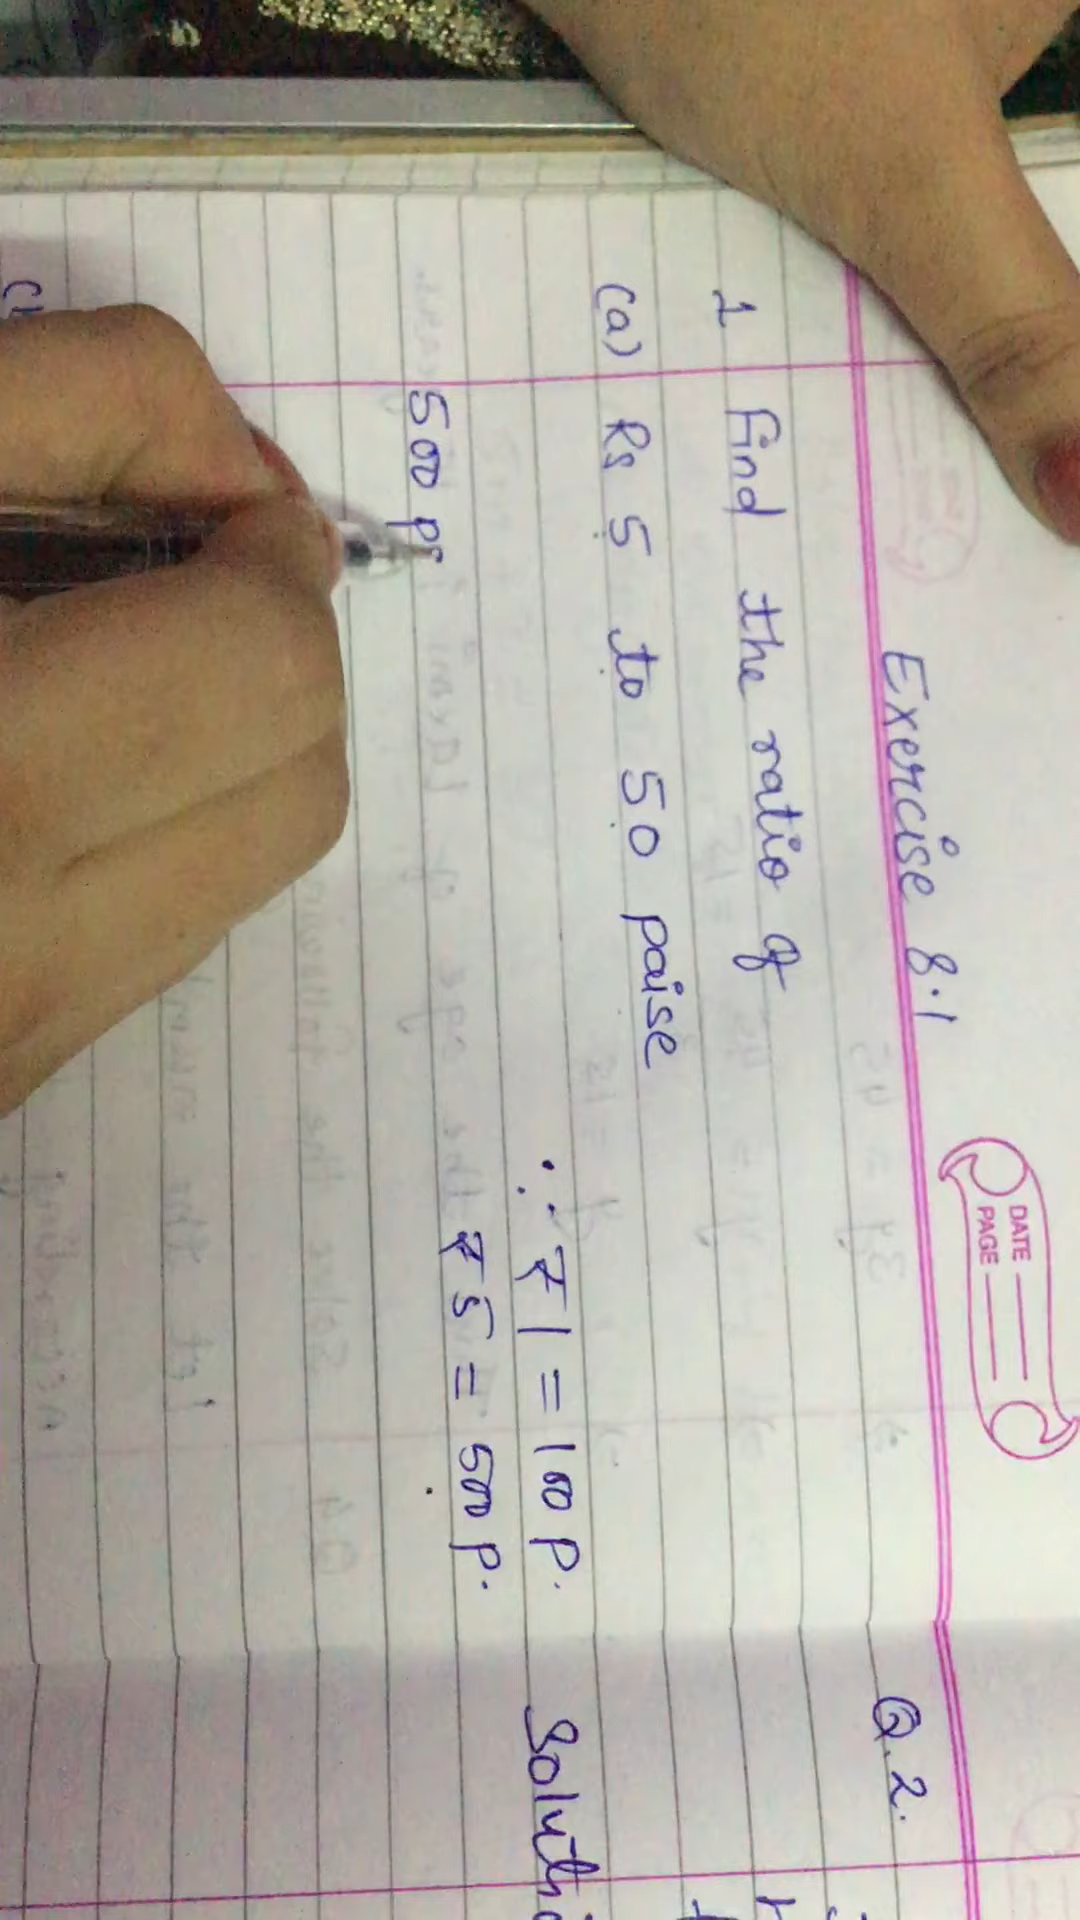 DATE
PAGE
Exercise 8.1
1 Find the ratio of
(a) Rs 5 to 50 paise
∵ ₹ 1 = 100 P.
₹ 5 = 500 P.
500
Q.2.